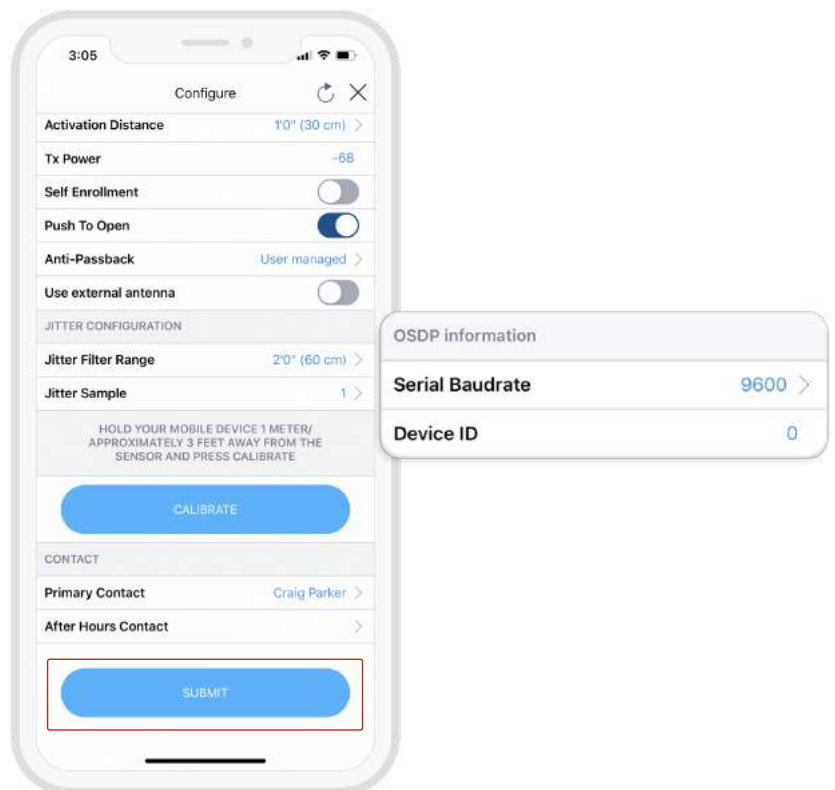 3:05
Configure
Activation Distance 1'0" (30 cm) >
Tx Power -68
Self Enrollment
Push To Open
Anti-Passback User managed >
Use external antenna
JITTER CONFIGURATION
Jitter Filter Range 2'0" (60 cm) >
Jitter Sample 1 >
HOLD YOUR MOBILE DEVICE 1 METER/
APPROXIMATELY 3 FEET AWAY FROM THE
SENSOR AND PRESS CALIBRATE
CALIBRATE
CONTACT
Primary Contact Craig Parker >
After Hours Contact >
SUBMIT
OSDP information
Serial Baudrate 9600 >
Device ID 0